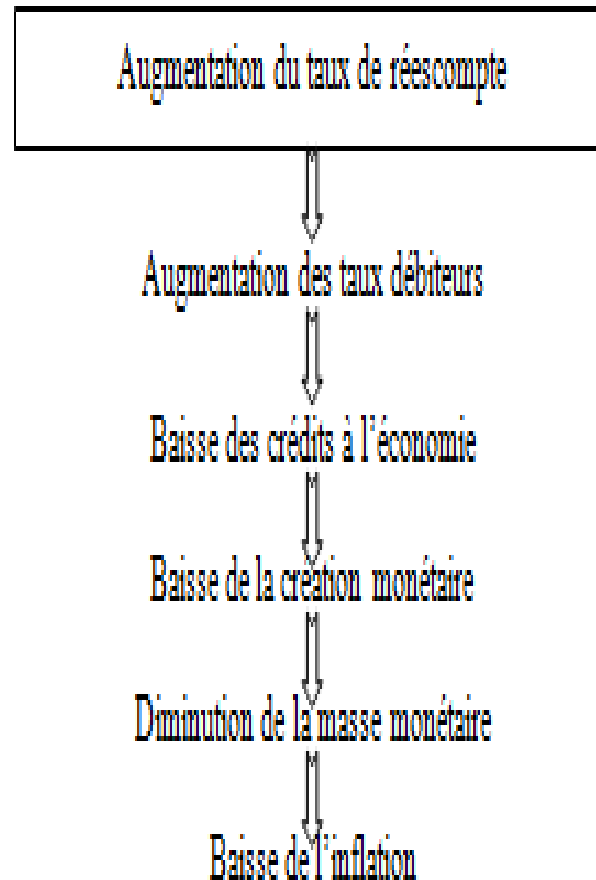 Augmentation du taux de réescompte
Augmentation des taux débiteurs
Baisse des crédits à l'économie
Baisse de la création monétaire
Diminution de la masse monétaire
Baisse de l'inflation